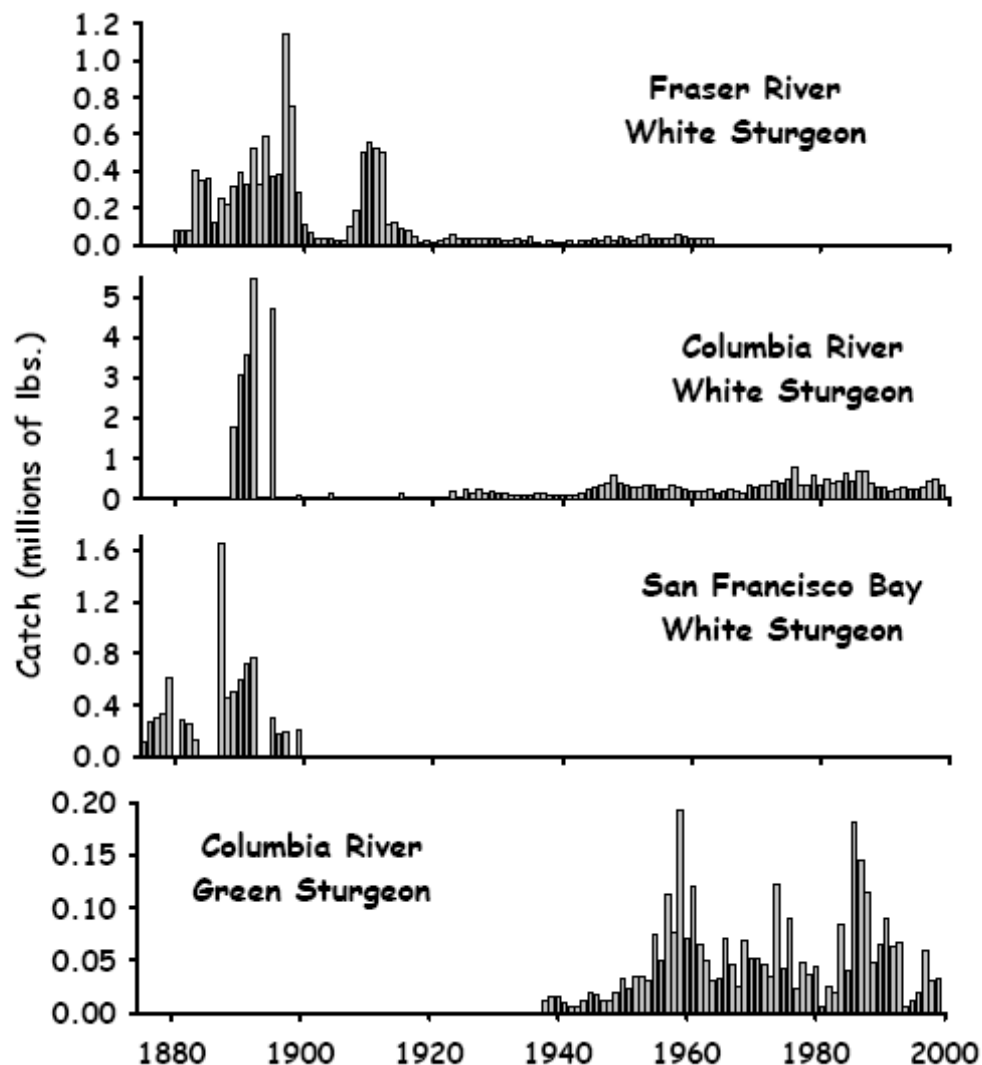 Catch (millions of lbs.)
1.2
1.0
0.8
0.6
0.4
0.2
0.0
Fraser River
White Sturgeon
5
4
3
2
1
0
Columbia River
White Sturgeon
1.6
1.2
0.8
0.4
0.0
San Francisco Bay
White Sturgeon
0.20
0.15
0.10
0.05
0.00
Columbia River
Green Sturgeon
1880 1900 1920 1940 1960 1980 2000